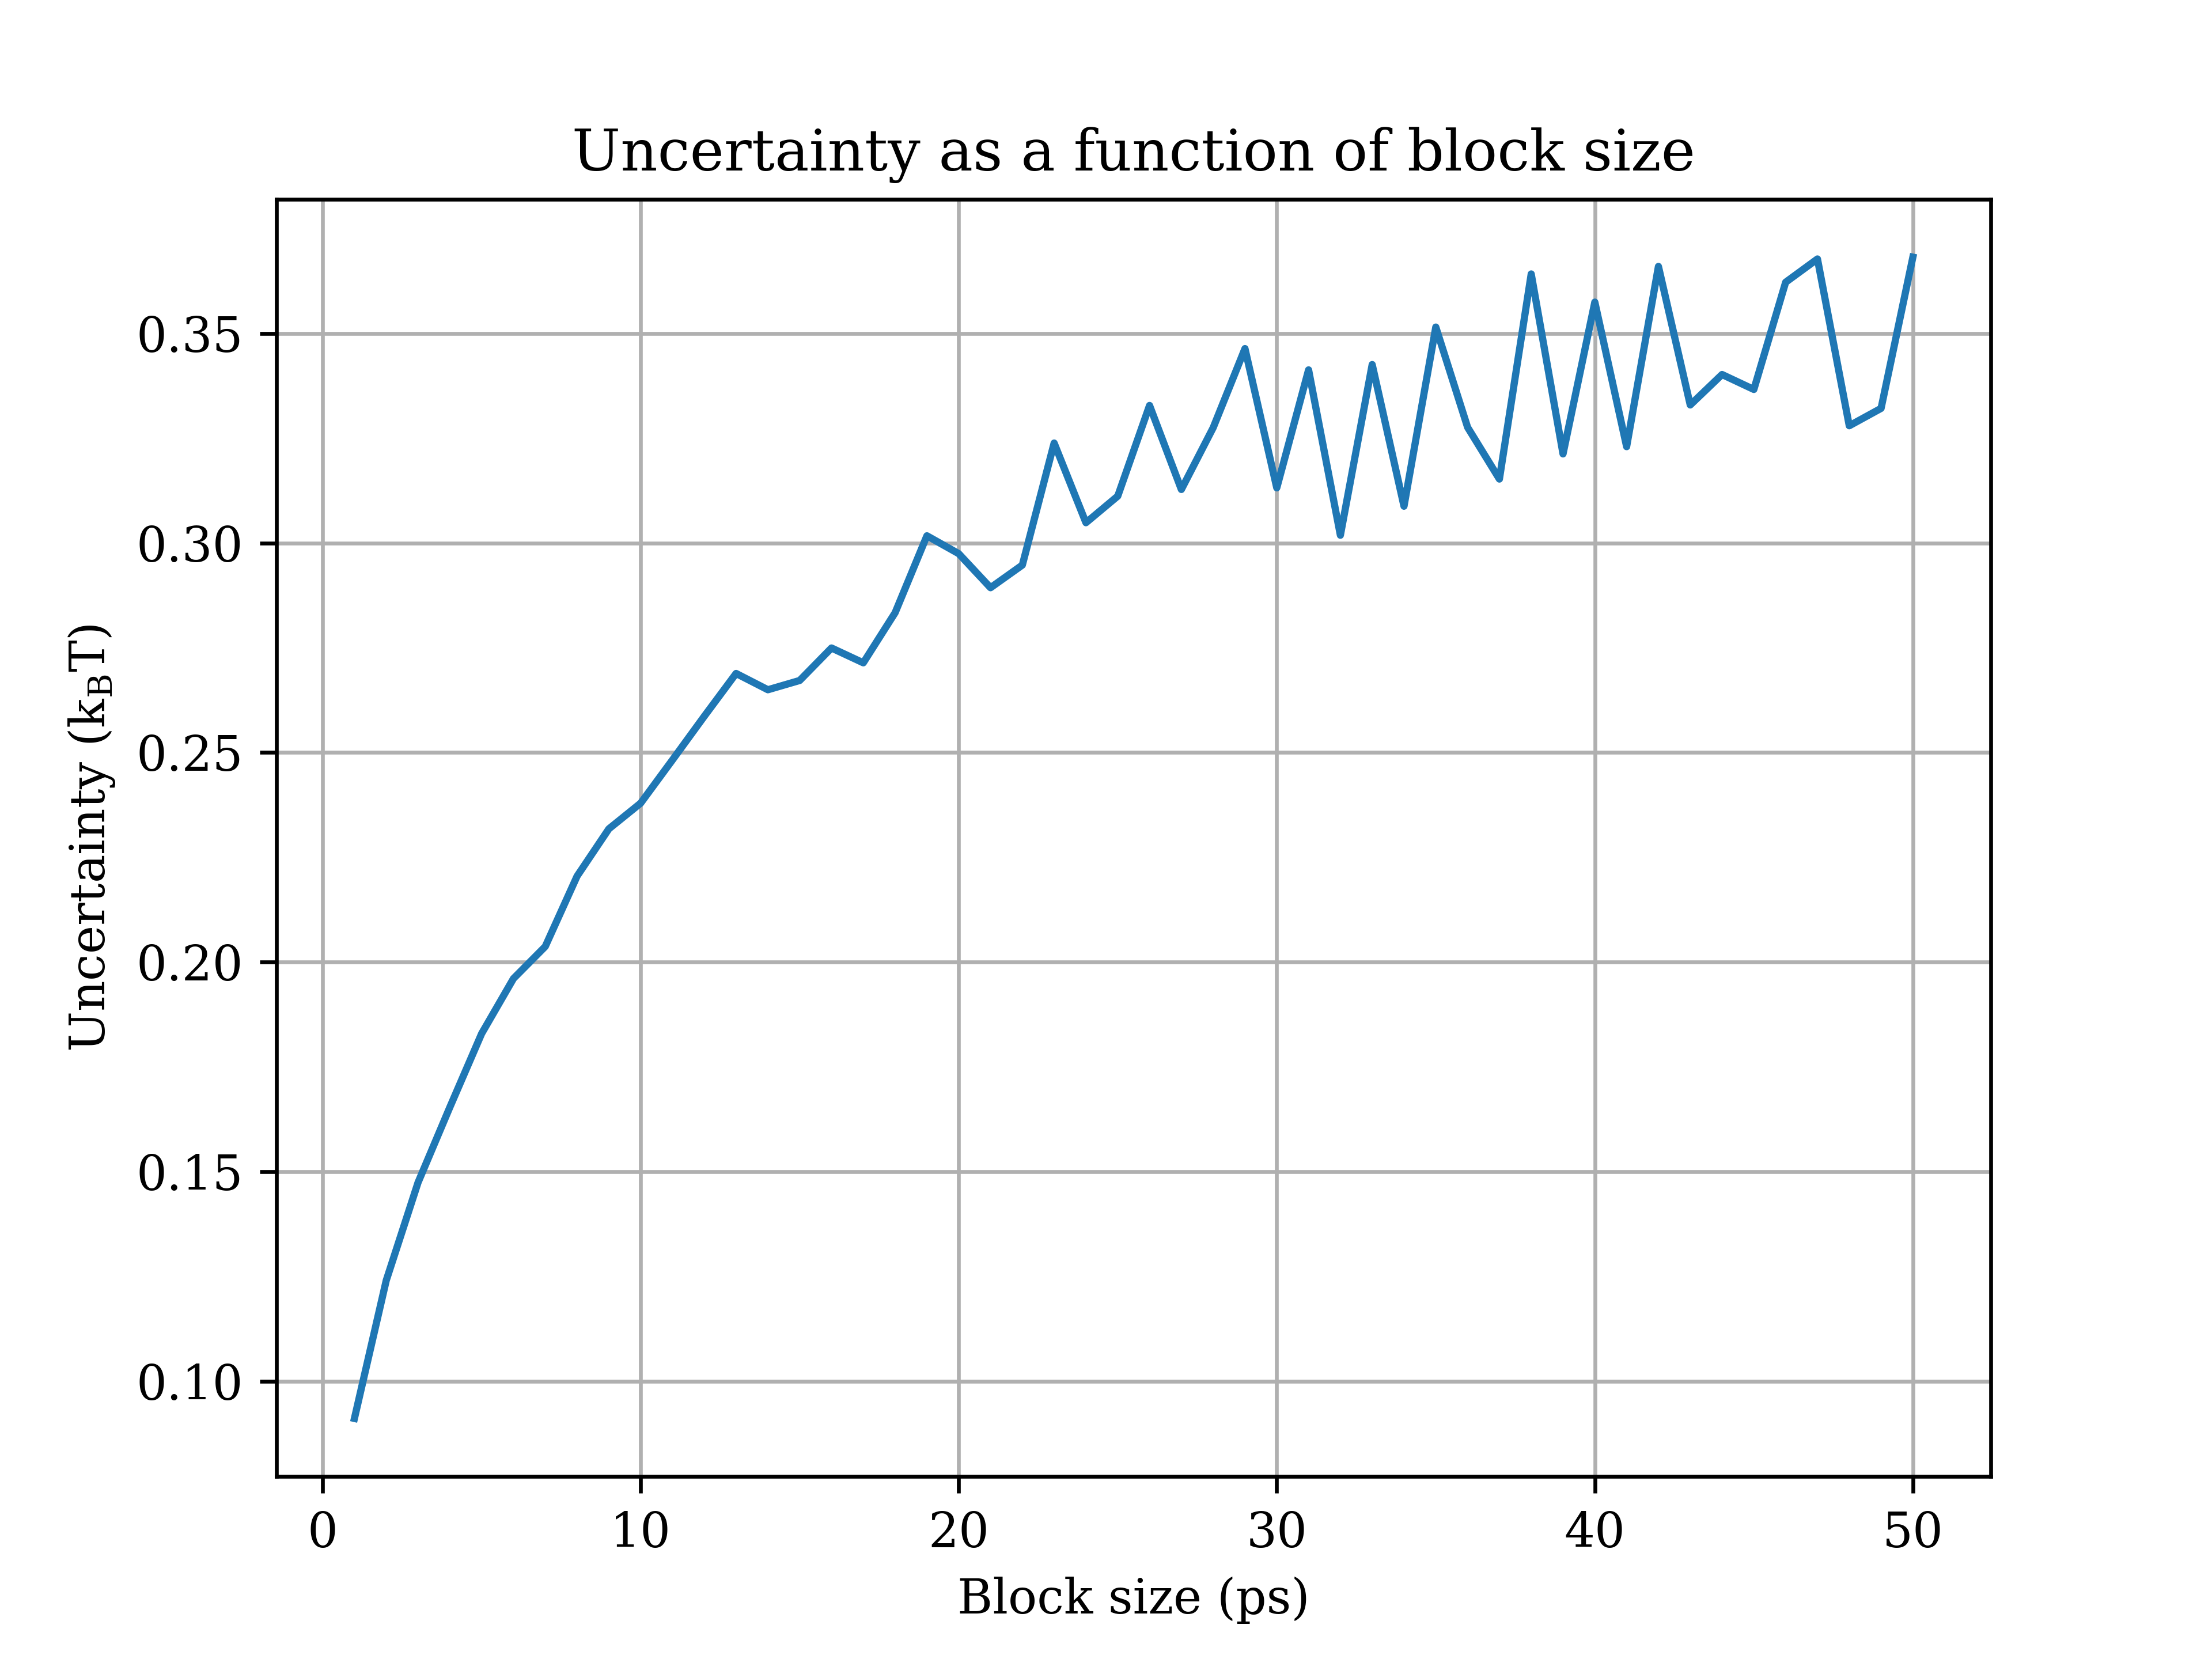 Uncertainty as a function of block size
Uncertainty (k_BT)
0.35
0.30
0.25
0.20
0.15
0.10
0 10 20 30 40 50
Block size (ps)